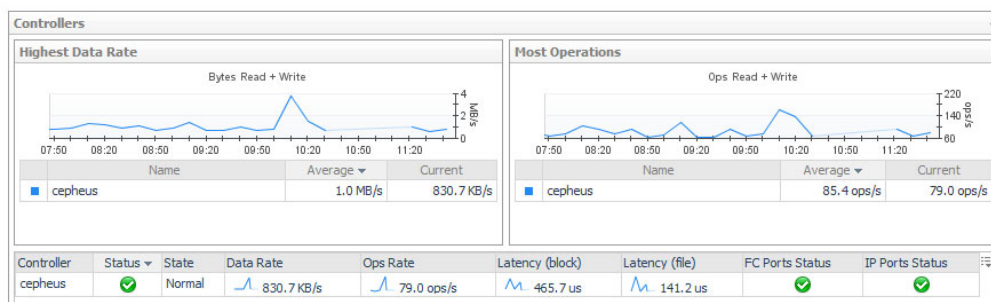 Controllers
Highest Data Rate
Bytes Read + Write
4
2
0
MB/s
07:50 08:20 08:50 09:20 09:50 10:20 10:50 11:20
Name Average Current
cepheus 1.0 MB/s 830.7 KB/s
Most Operations
Ops Read + Write
220
140
60
ops/s
07:50 08:20 08:50 09:20 09:50 10:20 10:50 11:20
Name Average Current
cepheus 85.4 ops/s 79.0 ops/s
Controller Status State Data Rate Ops Rate Latency (block) Latency (file) FC Ports Status IP Ports Status
cepheus Normal 830.7 KB/s 79.0 ops/s 465.7 us 141.2 us